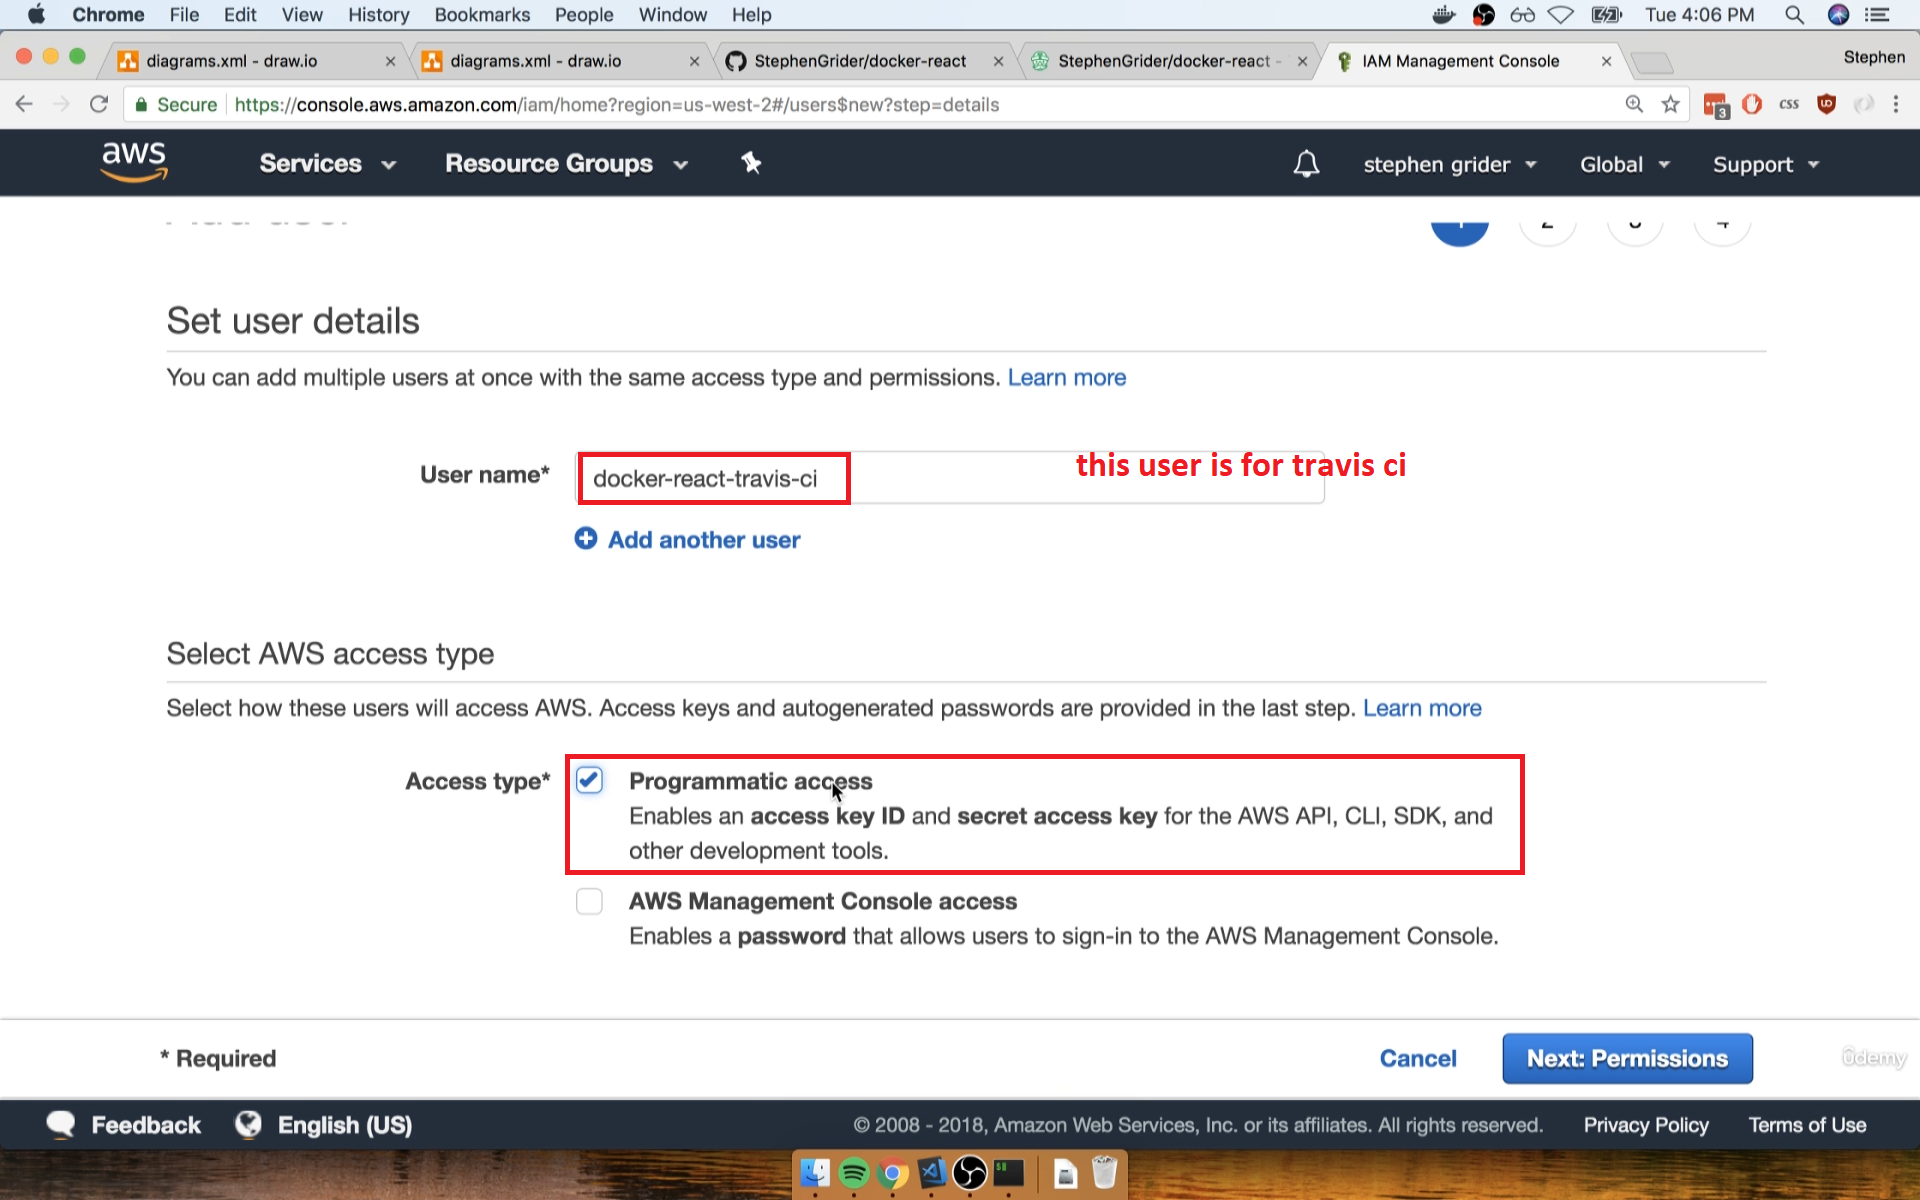 Chrome File Edit View History Bookmarks People Window Help Tue 4:06 PM
diagrams.xml - draw.io diagrams.xml - draw.io StephenGrider/docker-react StephenGrider/docker-react - IAM Management Console Stephen
Secure https://console.aws.amazon.com/iam/home?region=us-west-2#/users$new?step=details 3 CSS
aws Services Resource Groups stephen grider Global Support
Set user details
You can add multiple users at once with the same access type and permissions. Learn more
this user is for travis ci
User name* docker-react-travis-ci
Add another user
Select AWS access type
Select how these users will access AWS. Access keys and autogenerated passwords are provided in the last step. Learn more
Access type* Programmatic access
Enables an access key ID and secret access key for the AWS API, CLI, SDK, and
other development tools.
AWS Management Console access
Enables a password that allows users to sign-in to the AWS Management Console.
* Required Cancel Next: Permissions
ûdemy
Feedback English (US) © 2008 - 2018, Amazon Web Services, Inc. or its affiliates. All rights reserved. Privacy Policy Terms of Use